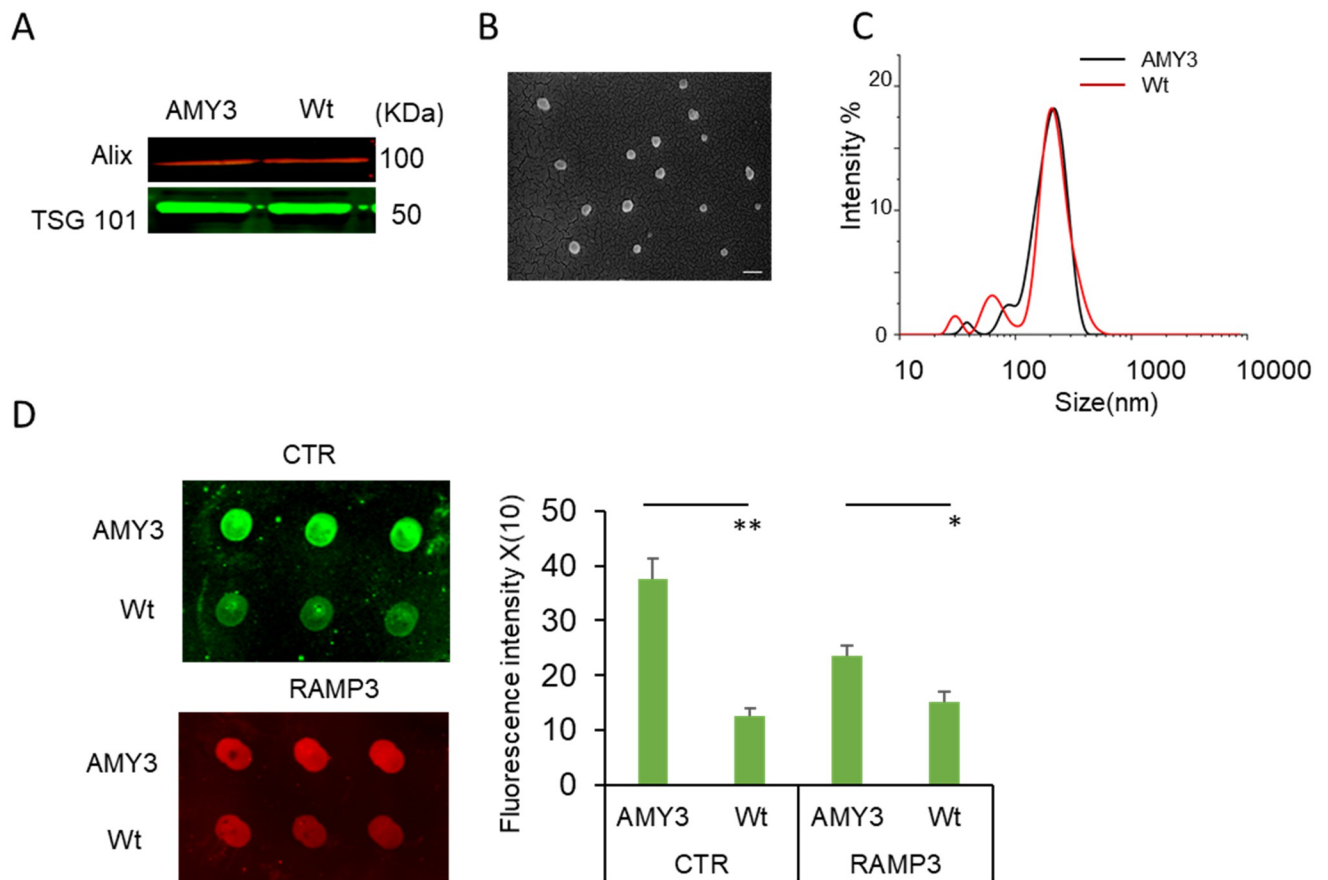 A
AMY3 Wt (KDa)
Alix 100
TSG 101 50
B
C
AMY3
Wt
20
10
0
Intensity %
10 100 1000 10000
Size(nm)
D
CTR
AMY3
Wt
RAMP3
AMY3
Wt
Fluorescence intensity X(10)
50
40
30
20
10
0
** *
AMY3 Wt AMY3 Wt
CTR RAMP3